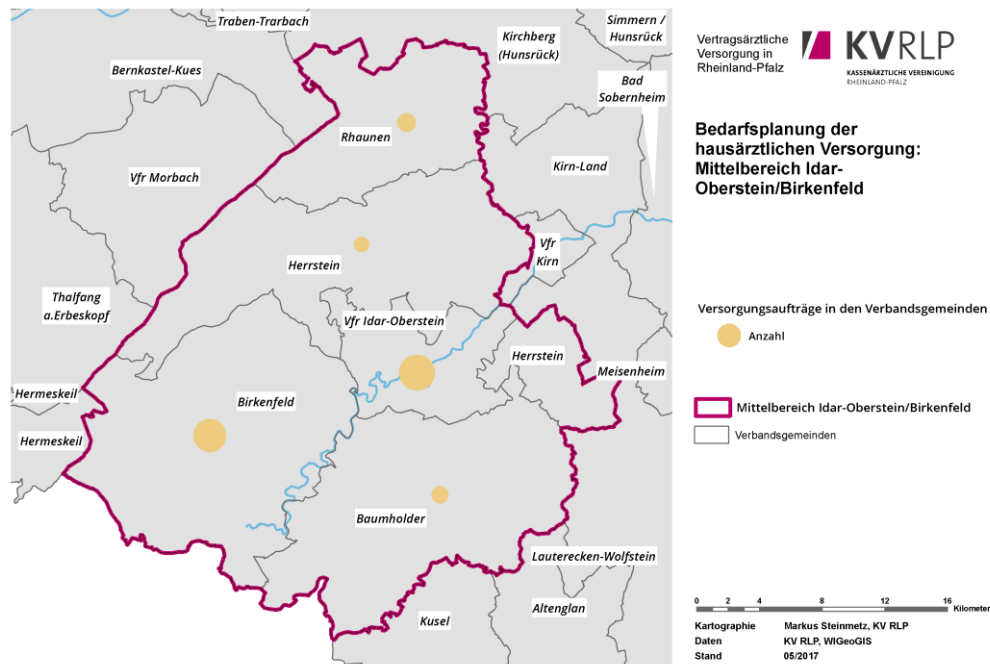 Traben-Trarbach
Simmern /
Hunsrück
Kirchberg
(Hunsrück)
Bernkastel-Kues
Bad
Sobernheim
Rhaunen
Vfr Morbach
Kirn-Land
Vfr
Kirn
Herrstein
Thalfang
a.Erbeskopf
Vfr Idar-Oberstein
Herrstein
Meisenheim
Hermeskeil
Birkenfeld
Hermeskeil
Baumholder
Lauterecken-Wolfstein
Altenglan
Kusel
Vertragsärztliche
Versorgung in
Rheinland-Pfalz
KVRLP
KASSENÄRZTLICHE VEREINIGUNG
RHEINLAND-PFALZ
Bedarfsplanung der
hausärztlichen Versorgung:
Mittelbereich Idar-
Oberstein/Birkenfeld
Versorgungsaufträge in den Verbandsgemeinden
Anzahl
Mittelbereich Idar-Oberstein/Birkenfeld
Verbandsgemeinden
0 2 4 8 12 16
Kilometer
Kartographie Markus Steinmetz, KV RLP
Daten KV RLP, WIGeoGIS
Stand 05/2017